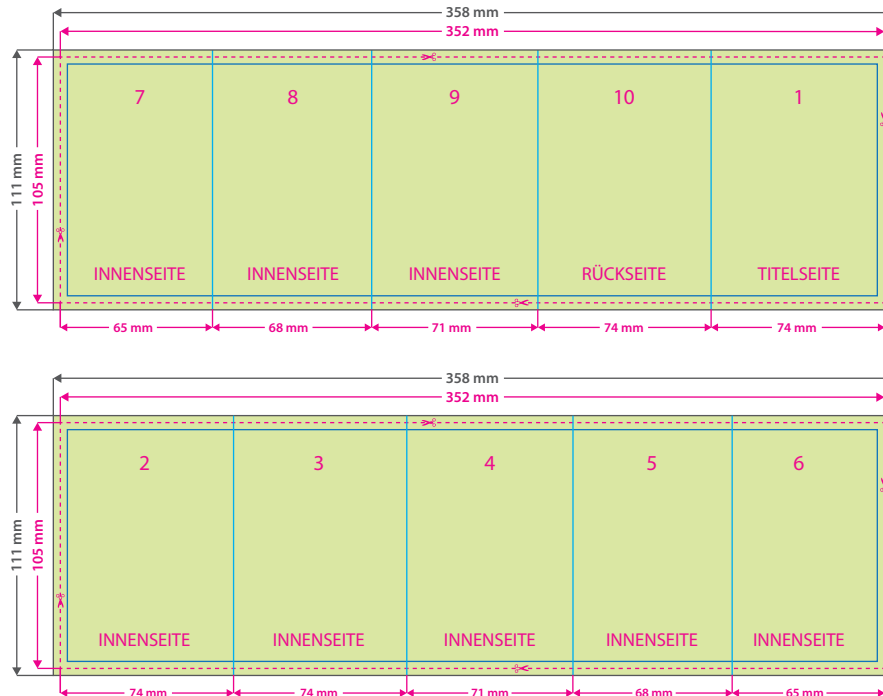 358 mm
352 mm
111 mm
105 mm
7 8 9 10 1
INNENSEITE INNENSEITE INNENSEITE RÜCKSEITE TITELSEITE
65 mm 68 mm 71 mm 74 mm 74 mm
358 mm
352 mm
111 mm
105 mm
2 3 4 5 6
INNENSEITE INNENSEITE INNENSEITE INNENSEITE INNENSEITE
74 mm 74 mm 71 mm 68 mm 65 mm